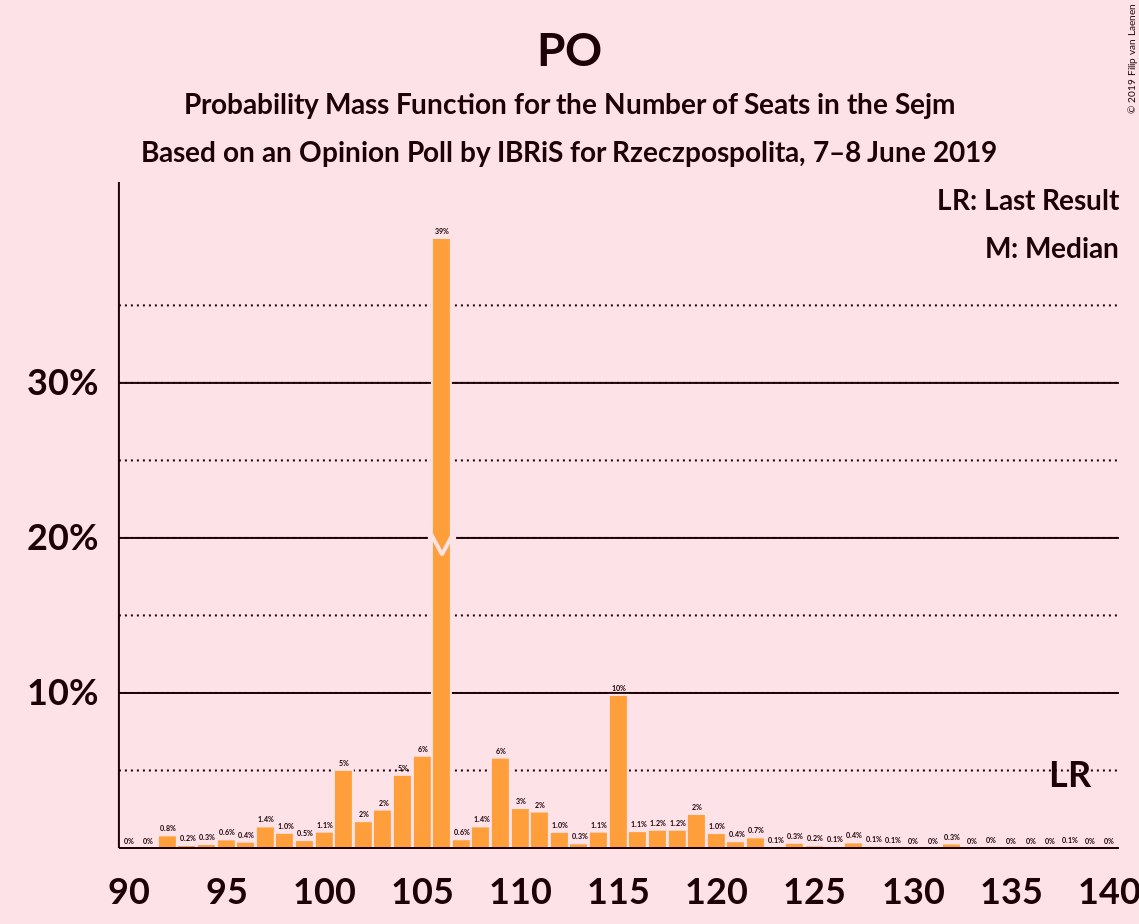 PO
Probability Mass Function for the Number of Seats in the Sejm
Based on an Opinion Poll by IBRiS for Rzeczpospolita, 7–8 June 2019
© 2019 Filip van Laenen
LR: Last Result
M: Median
30%
20%
10%
LR
0% 0% 0.8% 0.2% 0.3% 0.6% 0.4% 1.4% 1.0% 0.5% 1.1% 5% 2% 2% 5% 6% 39% 0.6% 1.4% 6% 3% 2% 1.0% 0.3% 1.1% 10% 1.1% 1.2% 1.2% 2% 1.0% 0.4% 0.7% 0.1% 0.3% 0.2% 0.1% 0.4% 0.1% 0.1% 0% 0% 0.3% 0% 0% 0% 0% 0% 0.1% 0% 0%
90 95 100 105 110 115 120 125 130 135 140